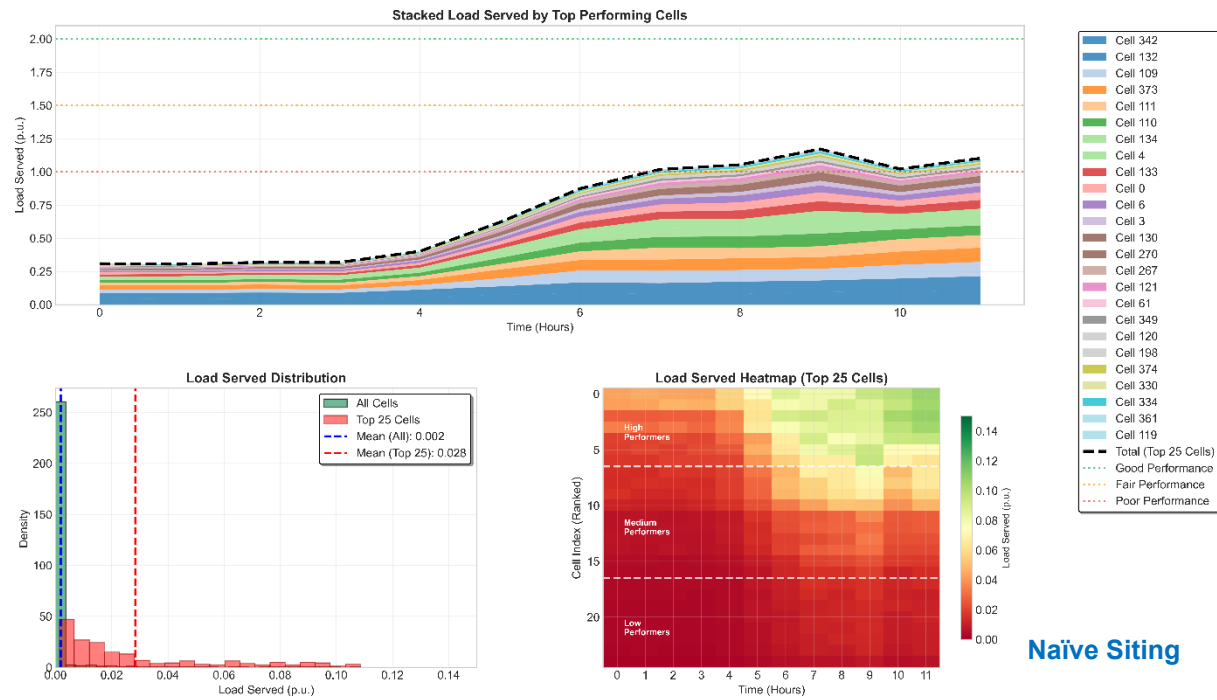 Stacked Load Served by Top Performing Cells
Load Served (p.u.)
2.00
1.75
1.50
1.25
1.00
0.75
0.50
0.25
0.00
0
2
4
6
8
10
Time (Hours)
Cell 342
Cell 132
Cell 109
Cell 373
Cell 111
Cell 110
Cell 134
Cell 4
Cell 133
Cell 0
Cell 6
Cell 3
Cell 130
Cell 270
Cell 267
Cell 121
Cell 61
Cell 349
Cell 120
Cell 198
Cell 374
Cell 330
Cell 334
Cell 361
Cell 119
Total (Top 25 Cells)
Good Performance
Fair Performance
Poor Performance
Load Served Distribution
Density
250
200
150
100
50
0
0.00
0.02
0.04
0.06
0.08
0.10
0.12
0.14
Load Served (p.u.)
All Cells
Top 25 Cells
Mean (All): 0.002
Mean (Top 25): 0.028
Load Served Heatmap (Top 25 Cells)
Cell Index (Ranked)
0
5
10
15
20
High
Performers
Medium
Performers
Low
Performers
0
1
2
3
4
5
6
7
8
9
10
11
Time (Hours)
0.14
0.12
0.10
0.08
0.06
0.04
0.02
0.00
Load Served (p.u.)
Naïve Siting